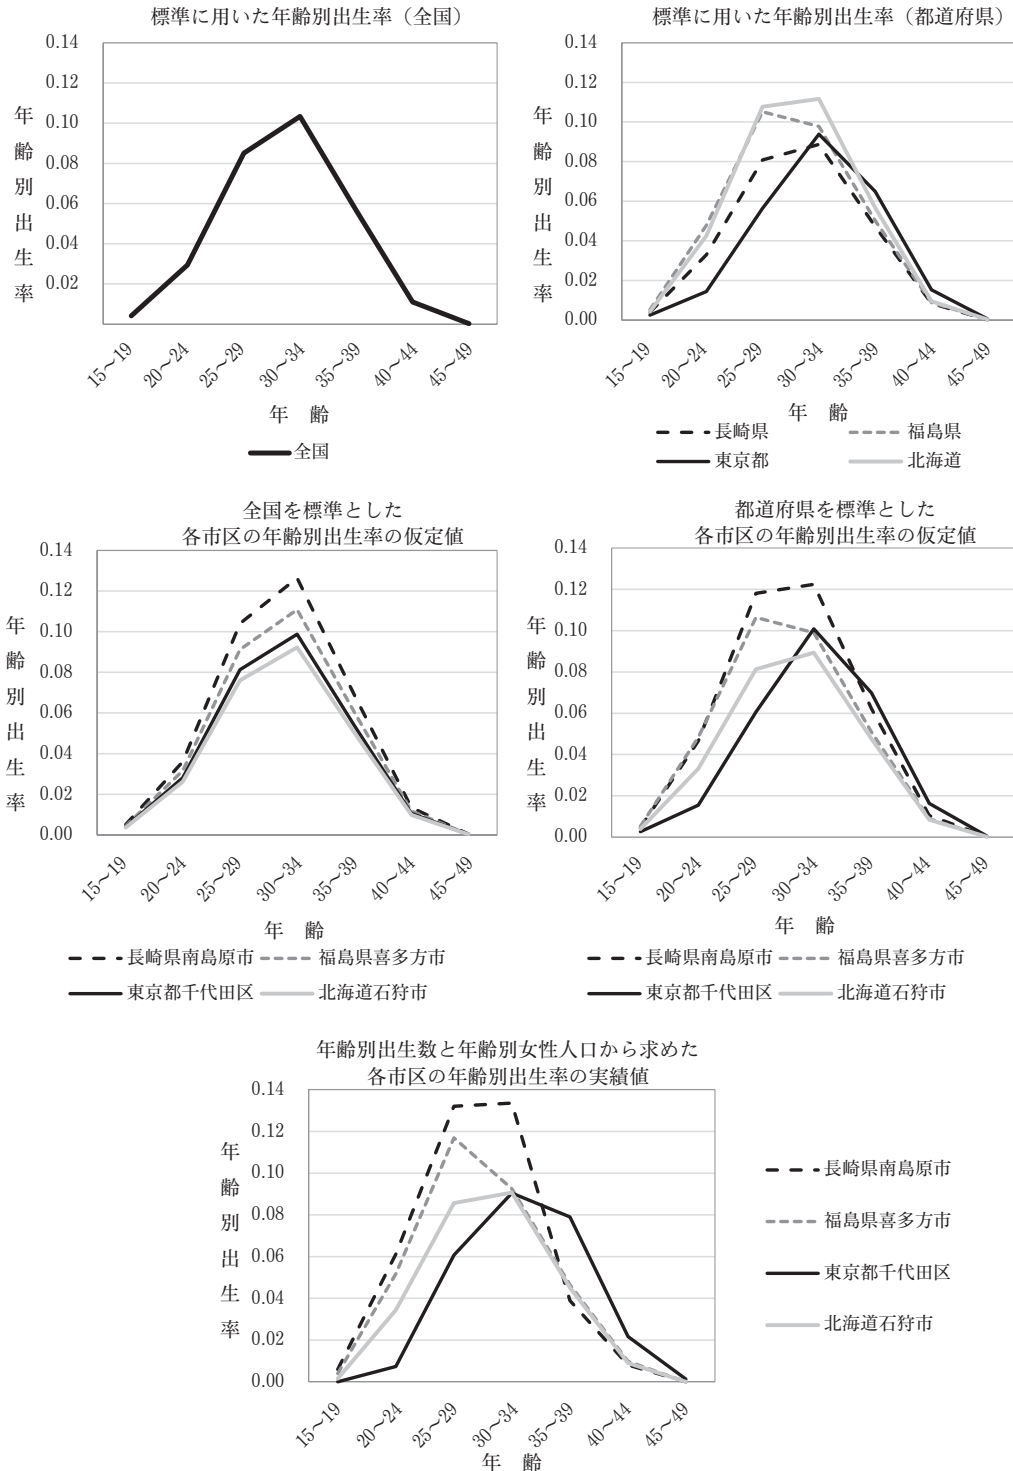 標準に用いた年齢別出生率（全国）
0.14
0.12
0.10
0.08
0.06
0.04
0.02
年齢別出生率
15～19
20～24
25～29
30～34
35～39
40～44
45～49
年　齢
全国
標準に用いた年齢別出生率（都道府県）
0.14
0.12
0.10
0.08
0.06
0.04
0.02
0.00
年齢別出生率
15～19
20～24
25～29
30～34
35～39
40～44
45～49
年　齢
長崎県
福島県
東京都
北海道
全国を標準とした
各市区の年齢別出生率の仮定値
0.14
0.12
0.10
0.08
0.06
0.04
0.02
0.00
年齢別出生率
15～19
20～24
25～29
30～34
35～39
40～44
45～49
年　齢
長崎県南島原市
福島県喜多方市
東京都千代田区
北海道石狩市
都道府県を標準とした
各市区の年齢別出生率の仮定値
0.14
0.12
0.10
0.08
0.06
0.04
0.02
0.00
年齢別出生率
15～19
20～24
25～29
30～34
35～39
40～44
45～49
年　齢
長崎県南島原市
福島県喜多方市
東京都千代田区
北海道石狩市
年齢別出生数と年齢別女性人口から求めた
各市区の年齢別出生率の実績値
0.14
0.12
0.10
0.08
0.06
0.04
0.02
0.00
年齢別出生率
15～19
20～24
25～29
30～34
35～39
40～44
45～49
年　齢
長崎県南島原市
福島県喜多方市
東京都千代田区
北海道石狩市